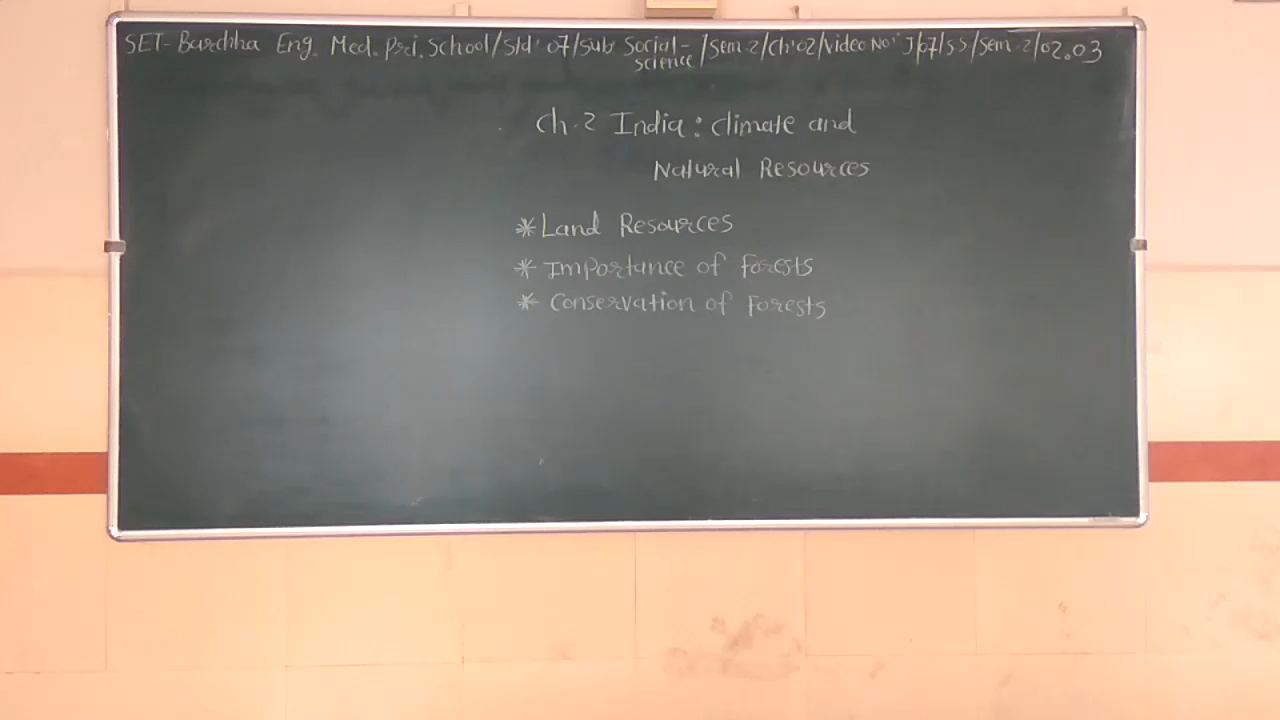 SET- Barchha Eng. Med. Pri. School/Std' 07/Sub Social-science/Sem.2/Ch'02/Video No: J/07/SS/Sem.2/02.03
Ch.2 India: Climate and
Natural Resources
* Land Resources
* Importance of Forests
* Conservation of Forests